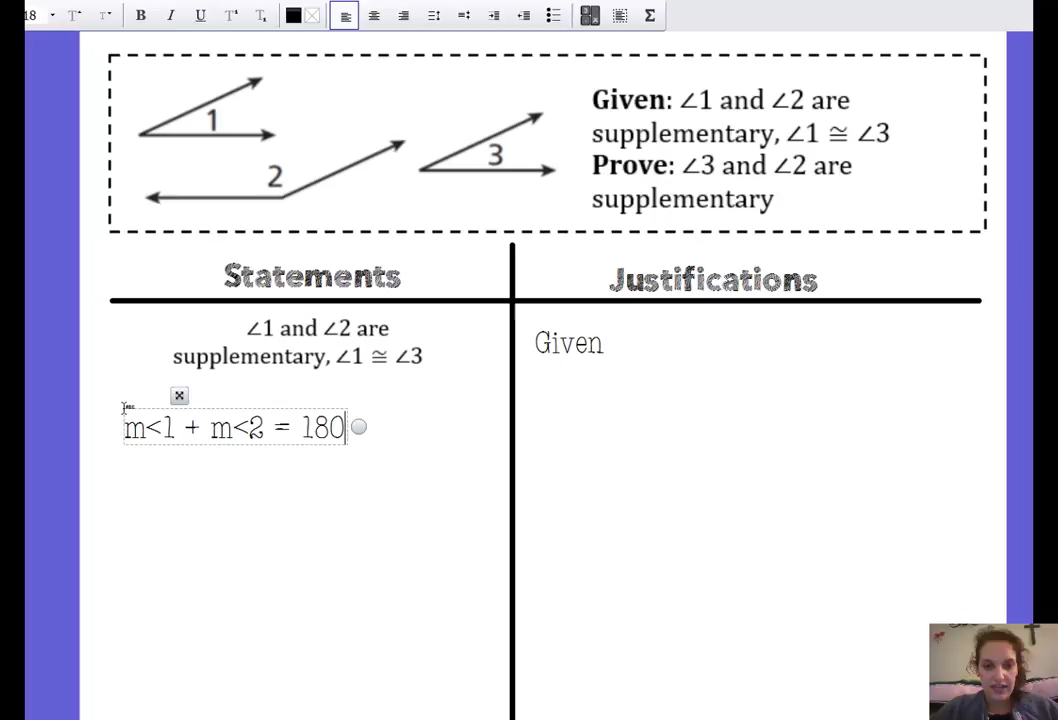 18 B I U T T Σ
1
2
3
Given: ∠1 and ∠2 are
supplementary, ∠1 ≅ ∠3
Prove: ∠3 and ∠2 are
supplementary
Statements
Justifications
∠1 and ∠2 are
supplementary, ∠1 ≅ ∠3
Given
m<1 + m<2 = 180